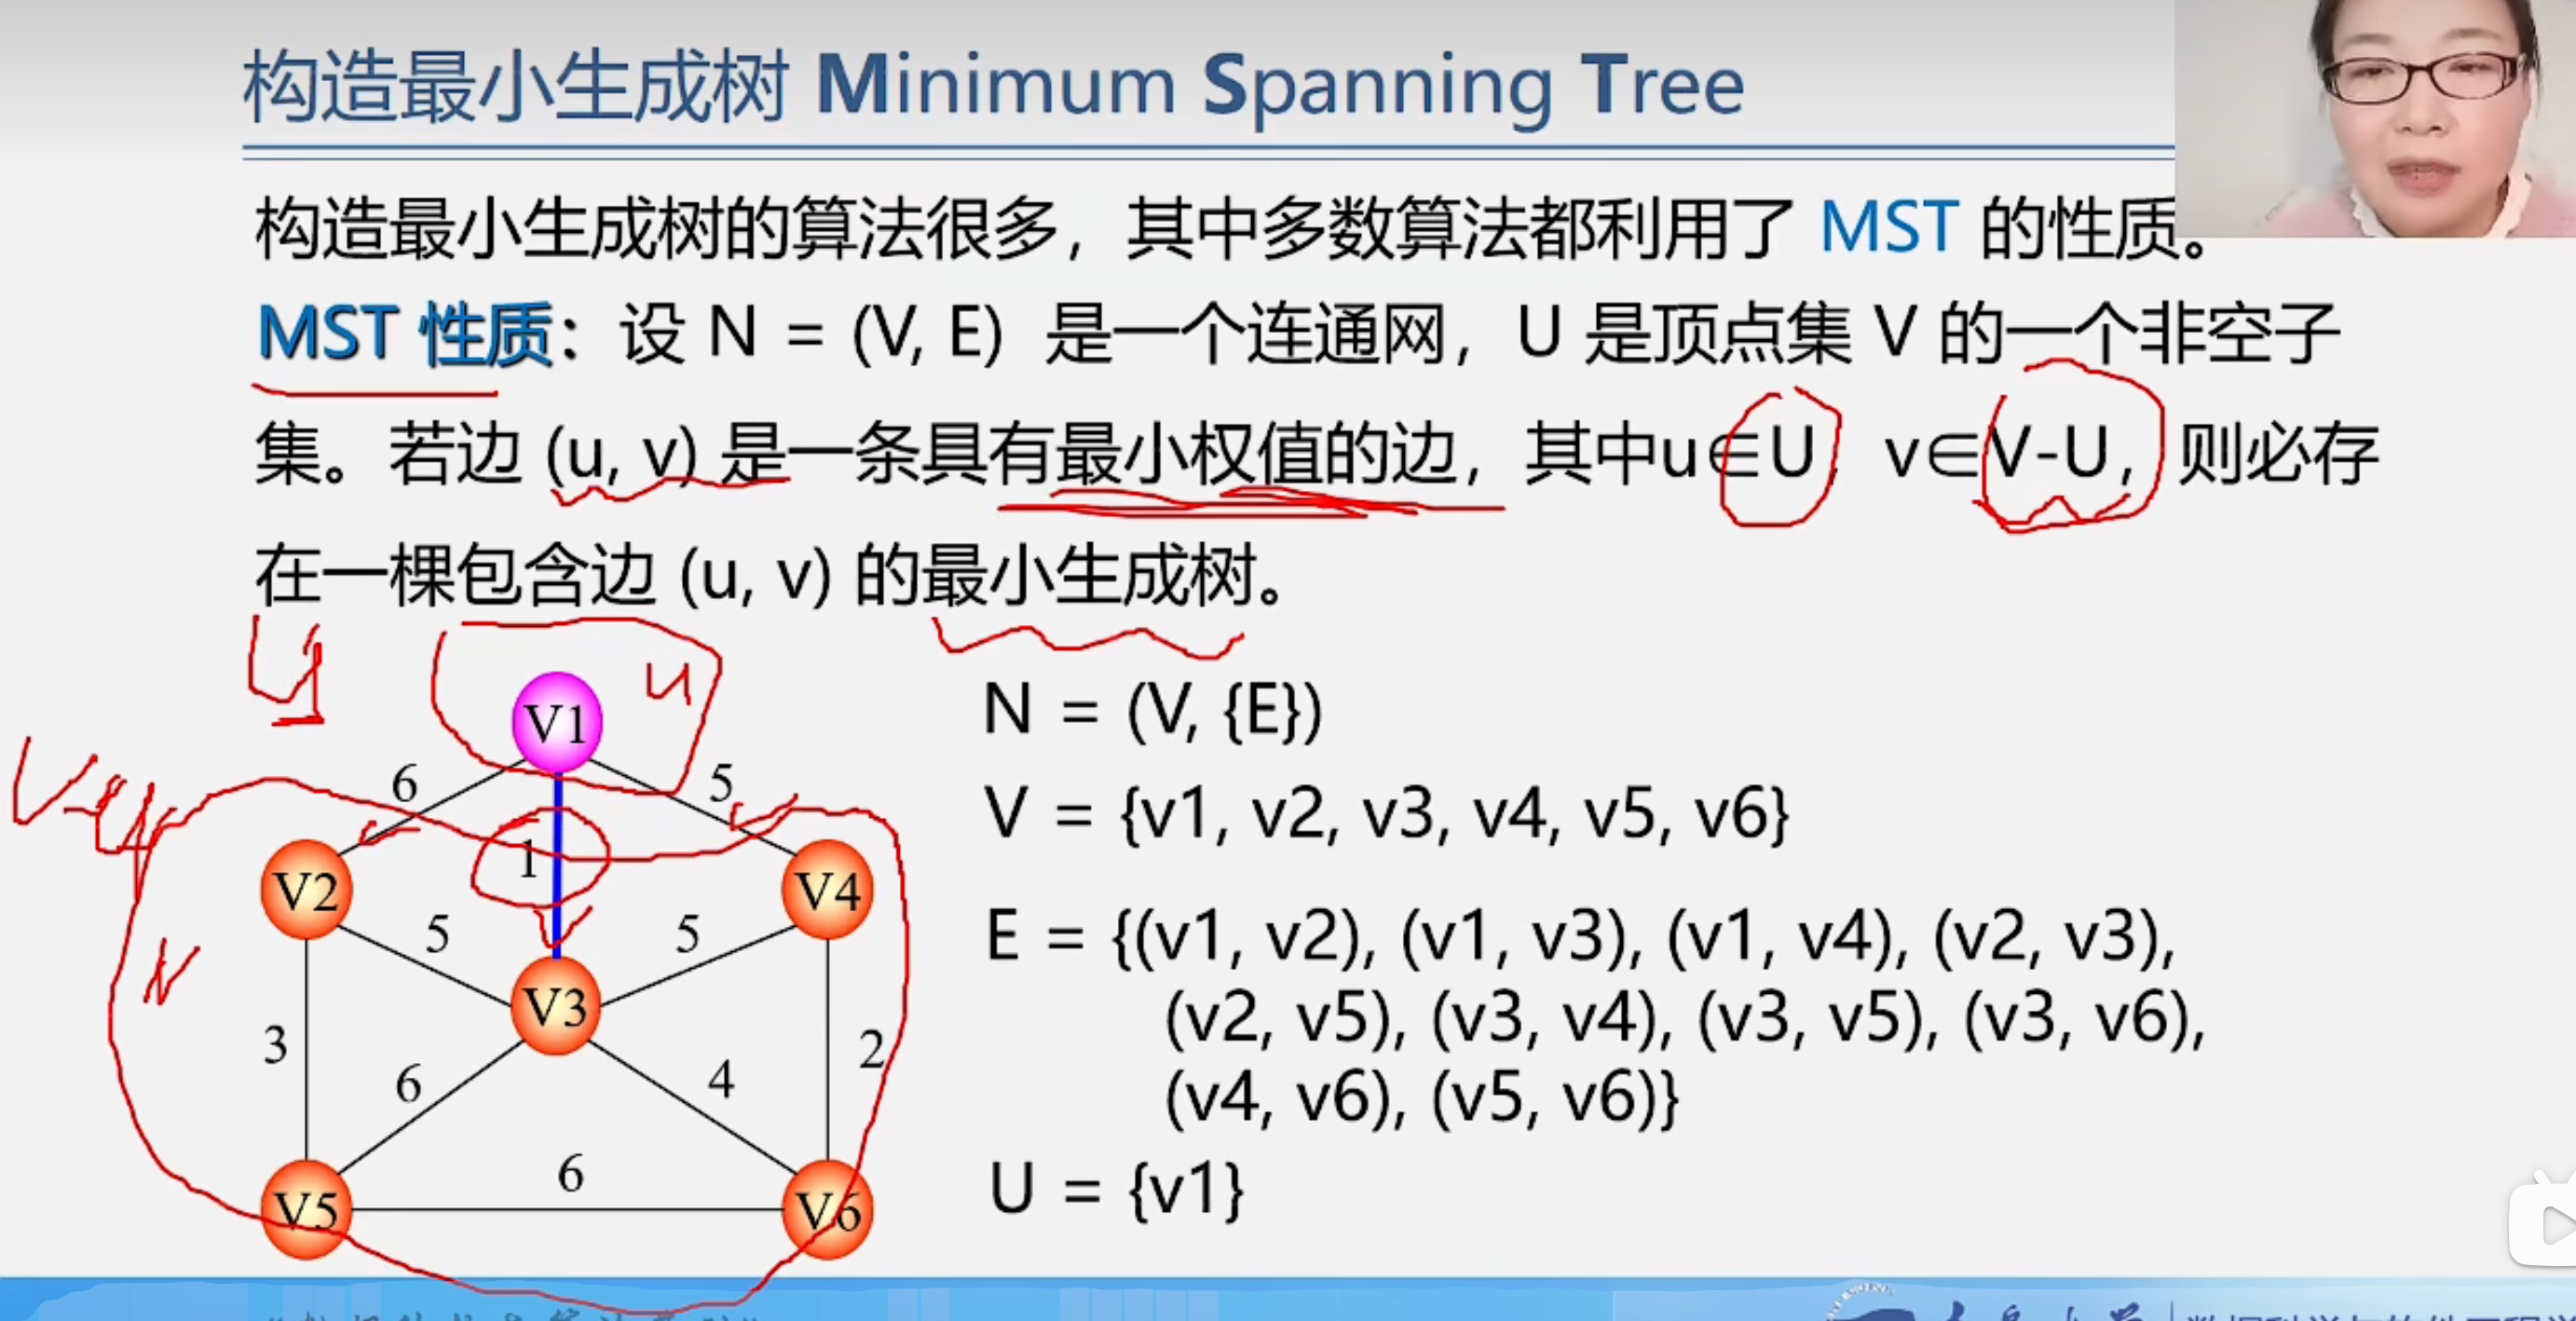 构造最小生成树 Minimum Spanning Tree
构造最小生成树的算法很多，其中多数算法都利用了 MST 的性质。
MST 性质：设 N = (V, E) 是一个连通网，U 是顶点集 V 的一个非空子
集。若边 (u, v) 是一条具有最小权值的边，其中u∈U, v∈V-U，则必存
在一棵包含边 (u, v) 的最小生成树。
U
V1
6
5
V-U
1
V2
V4
5
5
V3
3
2
6
4
6
V5
V6
N = (V, {E})
V = {v1, v2, v3, v4, v5, v6}
E = {(v1, v2), (v1, v3), (v1, v4), (v2, v3),
(v2, v5), (v3, v4), (v3, v5), (v3, v6),
(v4, v6), (v5, v6)}
U = {v1}